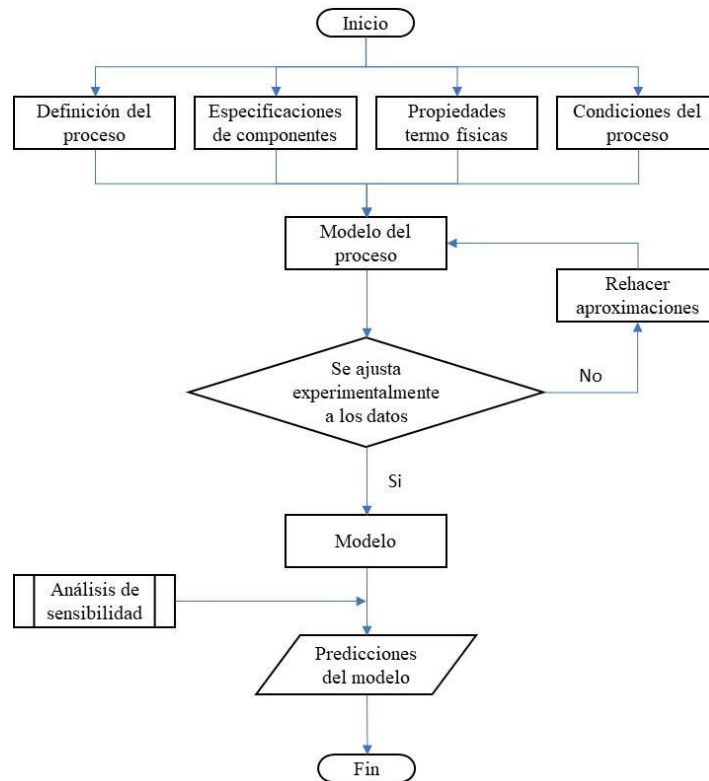 Inicio
Definición del
proceso
Especificaciones
de componentes
Propiedades
termo físicas
Condiciones del
proceso
Modelo del
proceso
Rehacer
aproximaciones
Se ajusta
experimentalmente
a los datos
No
Si
Modelo
Análisis de
sensibilidad
Predicciones
del modelo
Fin